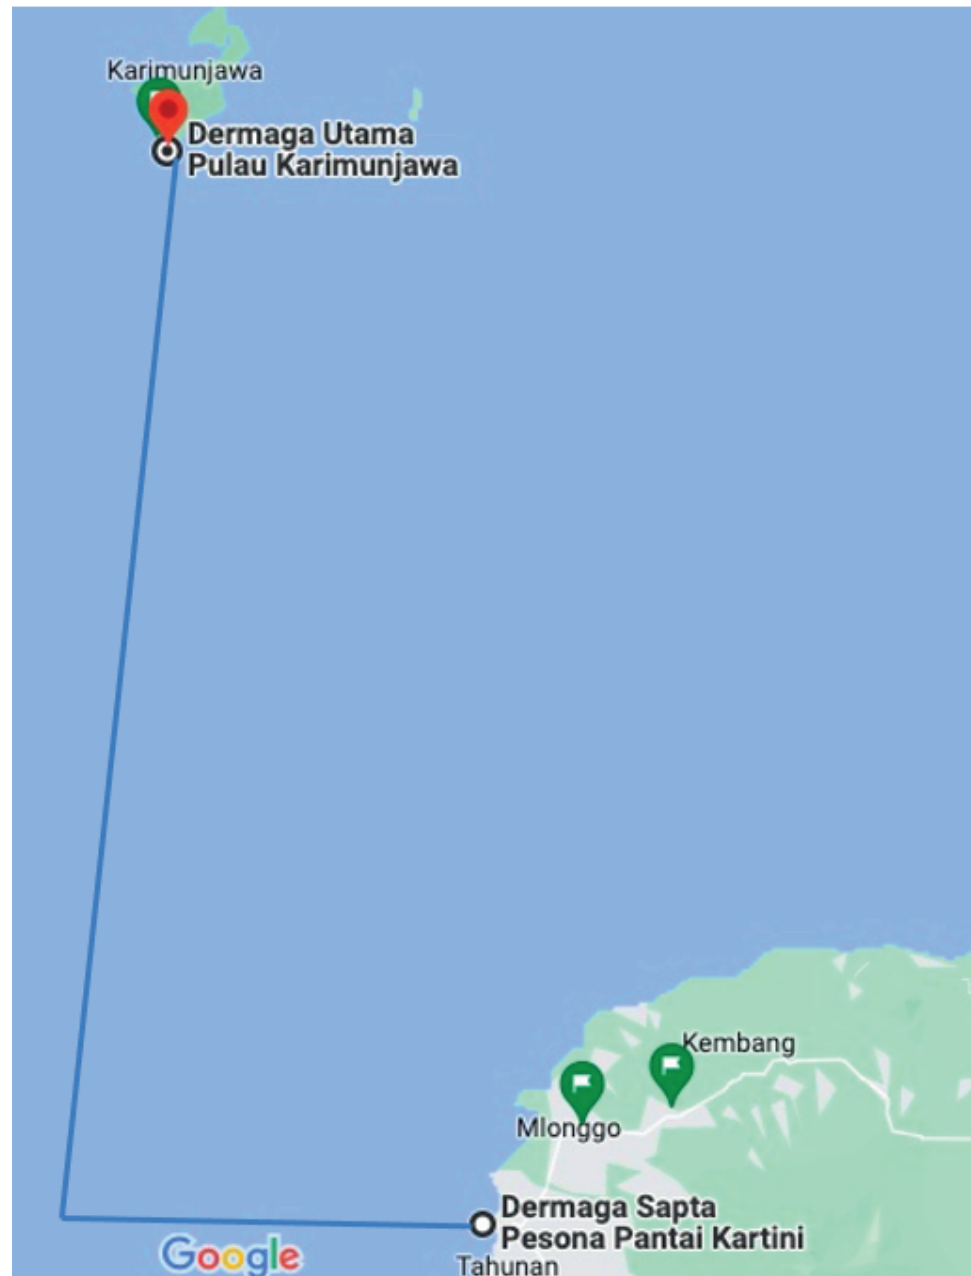 Karimunjawa
Dermaga Utama
Pulau Karimunjawa
Kembang
Mlonggo
Dermaga Sapta
Pesona Pantai Kartini
Google
Tahunan